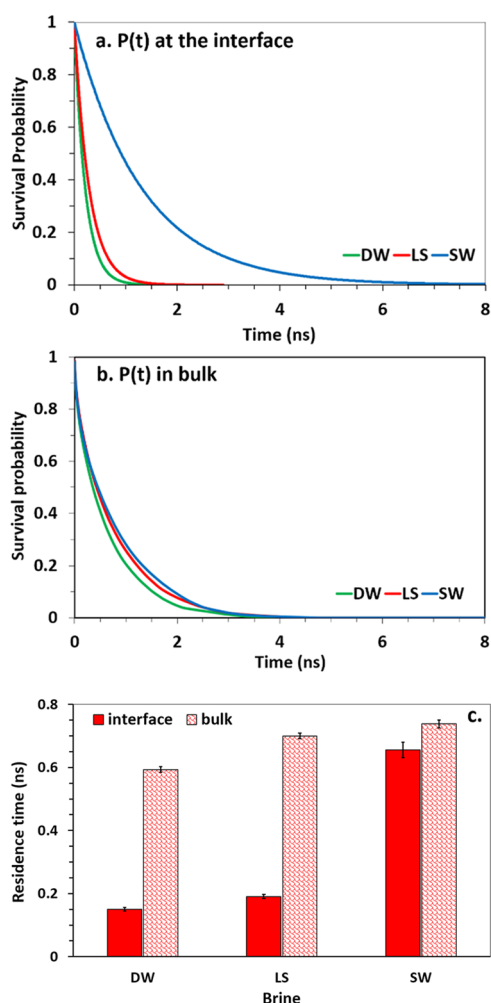 a. P(t) at the interface
Survival Probability
1
0.8
0.6
0.4
0.2
0
DW LS SW
0 2 4 6 8
Time (ns)
b. P(t) in bulk
Survival probability
1
0.8
0.6
0.4
0.2
0
DW LS SW
0 2 4 6 8
Time (ns)
c.
interface bulk
Residence time (ns)
0.8
0.6
0.4
0.2
0
DW LS SW
Brine